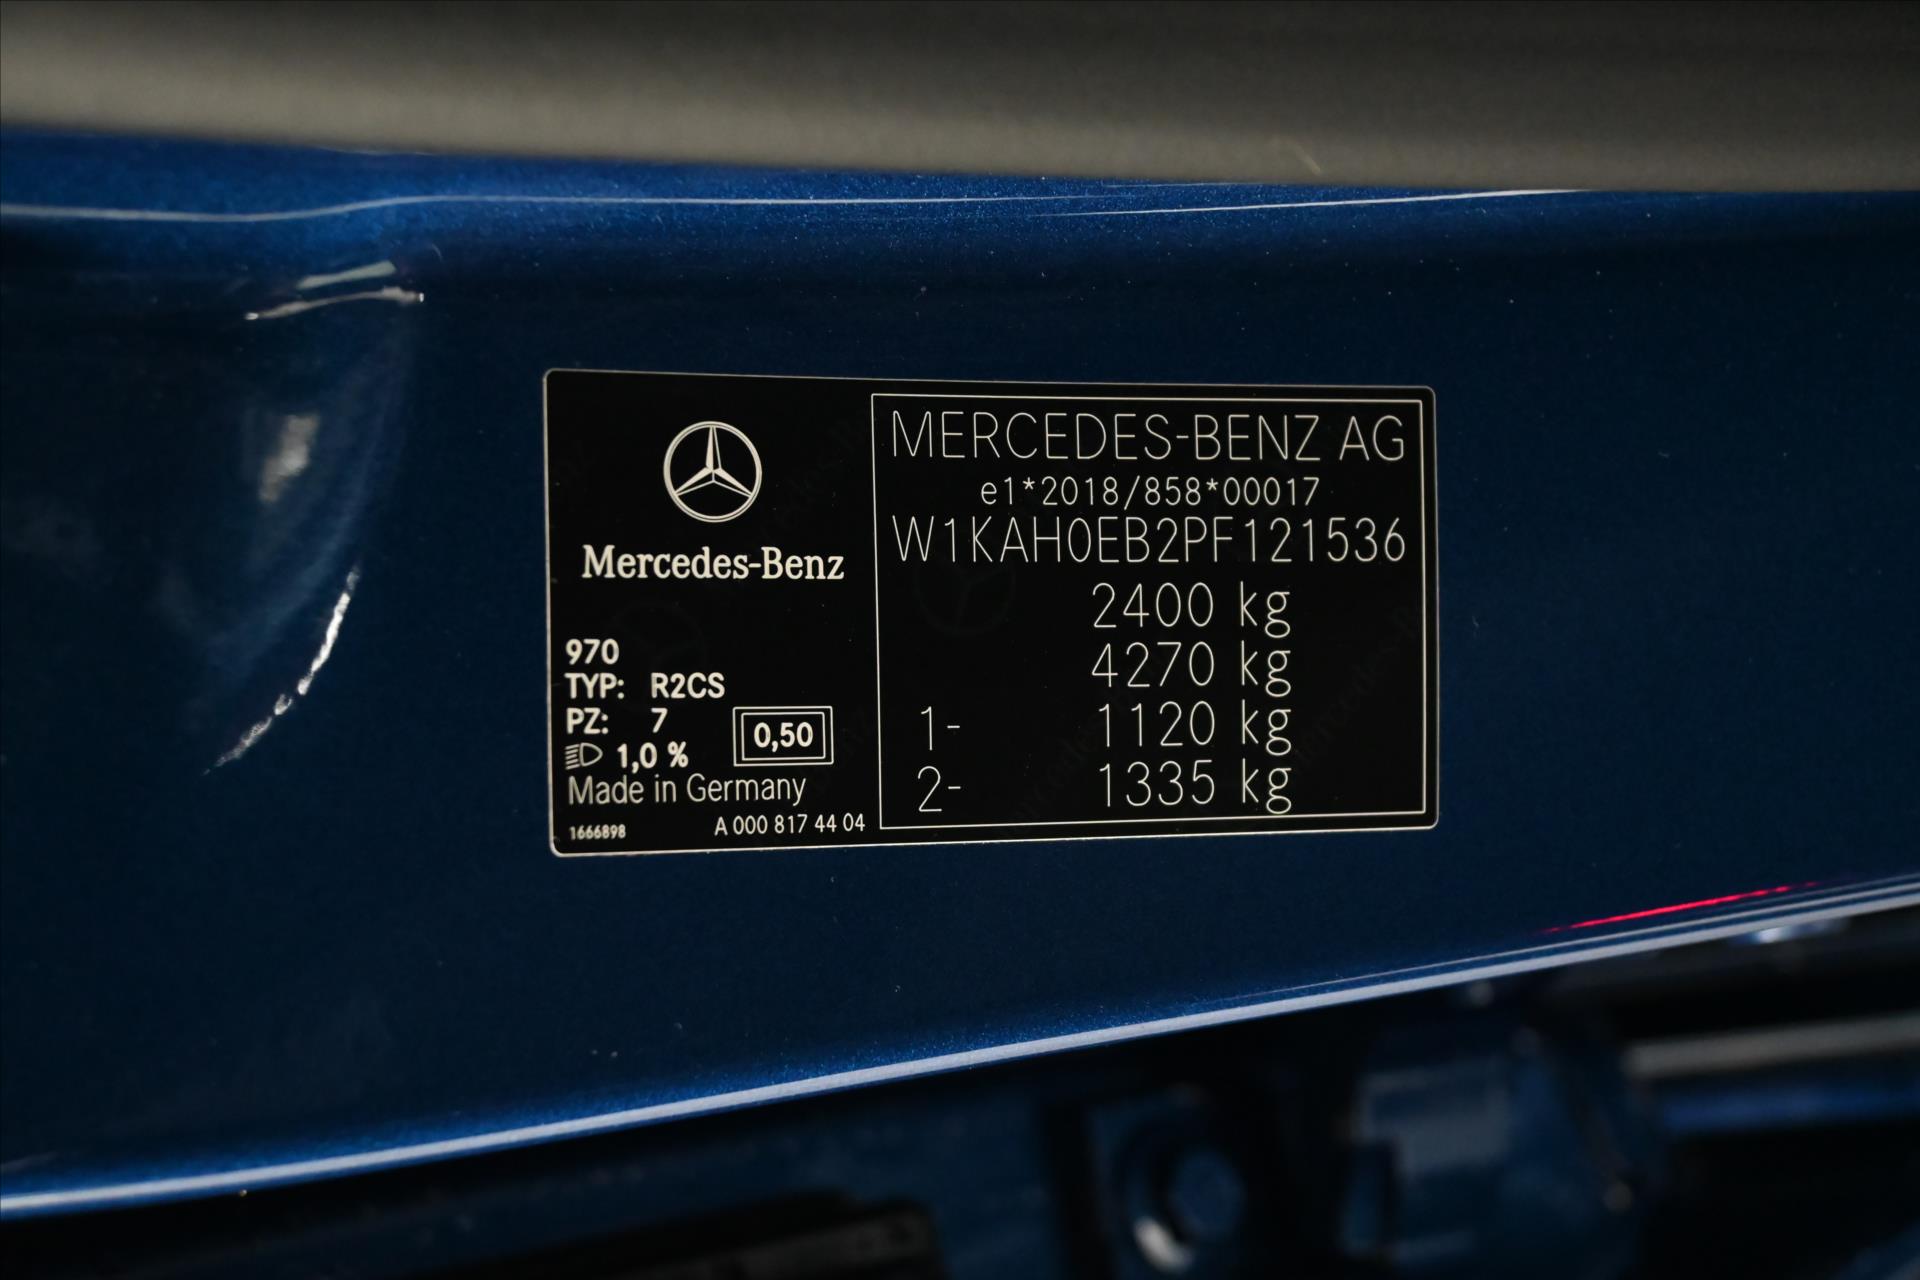 Mercedes-Benz
970
TYP: R2CS
PZ: 7
1,0 %
0,50
Made in Germany
1666898
A 000 817 44 04
MERCEDES-BENZ AG
e1*2018/858*00017
W1KAH0EB2PF121536
2400 kg
4270 kg
1- 1120 kg
2- 1335 kg